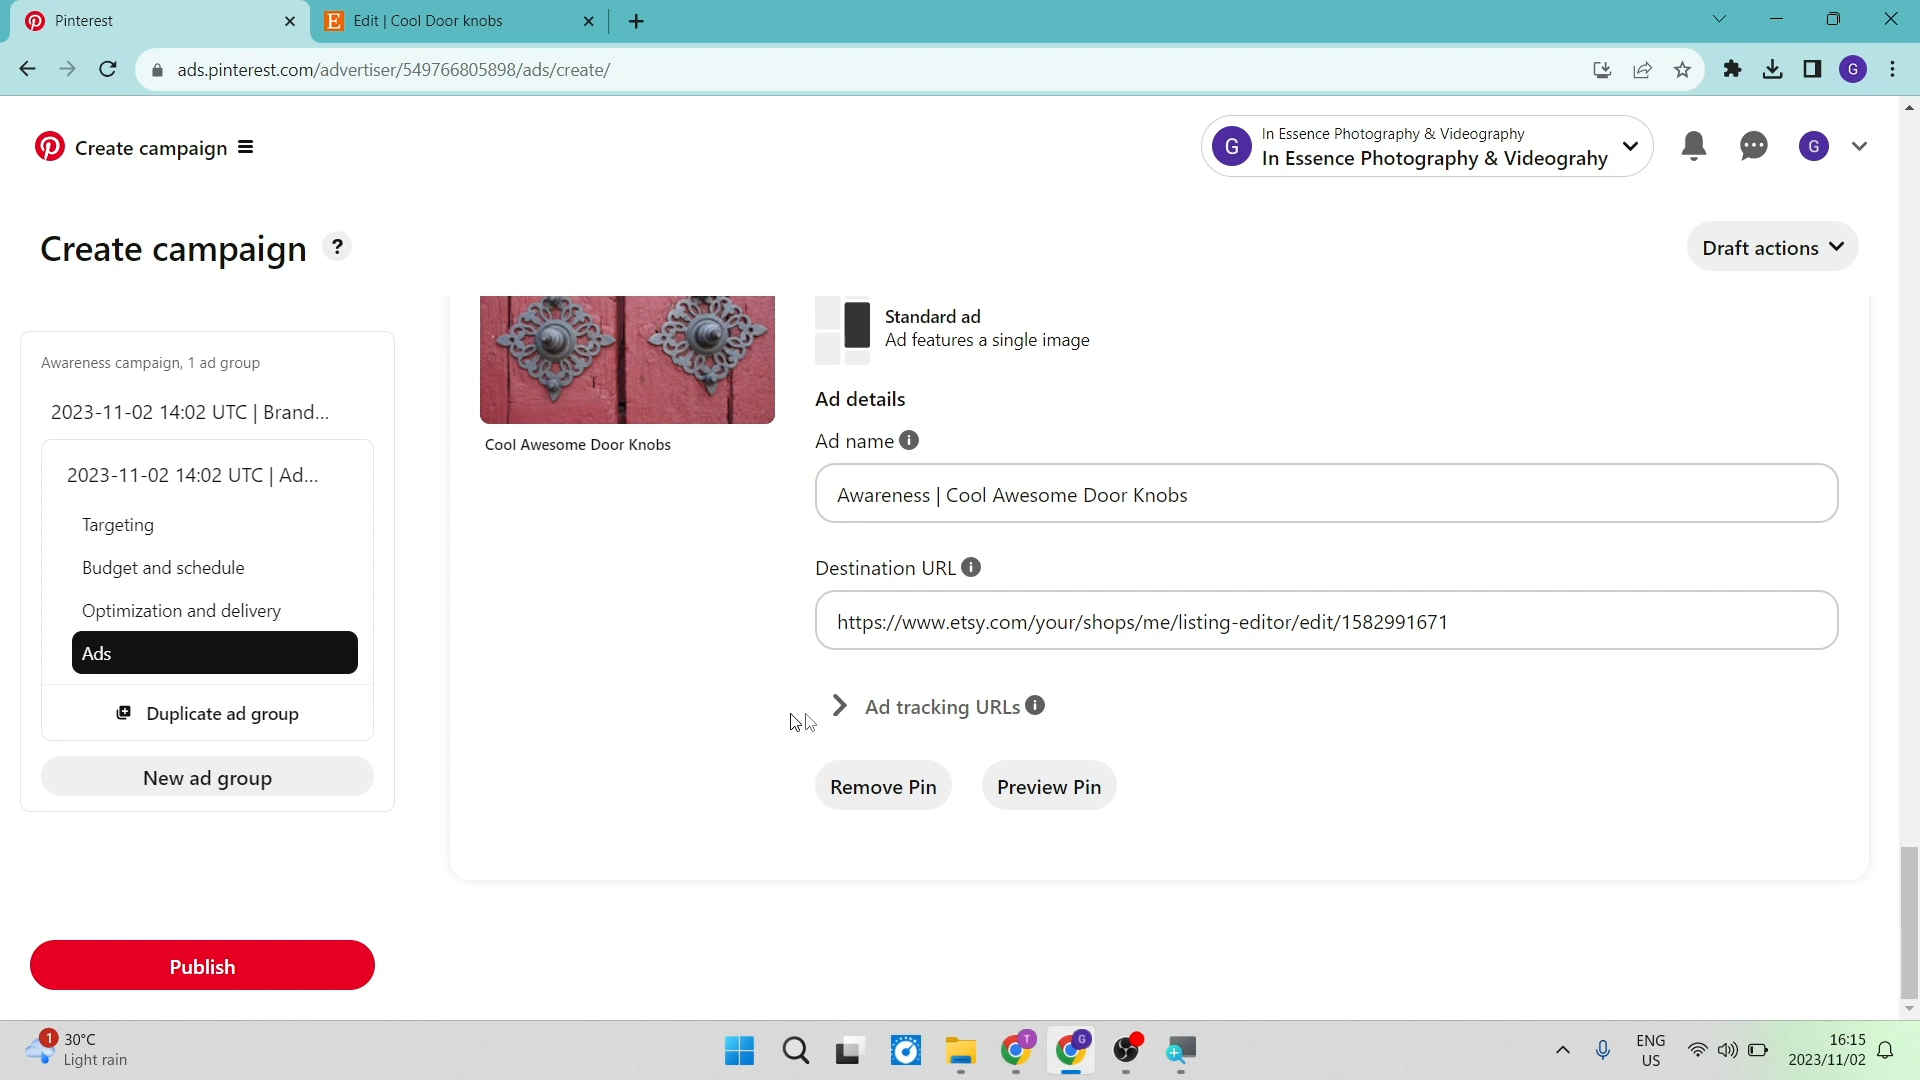 Pinterest
Edit | Cool Door knobs
ads.pinterest.com/advertiser/549766805898/ads/create/
G
Create campaign
G
In Essence Photography & Videography
In Essence Photography & Videograhy
G
Create campaign ?
Draft actions
Awareness campaign, 1 ad group
2023-11-02 14:02 UTC | Brand...
2023-11-02 14:02 UTC | Ad...
Targeting
Budget and schedule
Optimization and delivery
Ads
Duplicate ad group
New ad group
Publish
Cool Awesome Door Knobs
Standard ad
Ad features a single image
Ad details
Ad name
Awareness | Cool Awesome Door Knobs
Destination URL
https://www.etsy.com/your/shops/me/listing-editor/edit/1582991671
Ad tracking URLs
Remove Pin
Preview Pin
1
30°C
Light rain
T
G
ENG
US
16:15
2023/11/02